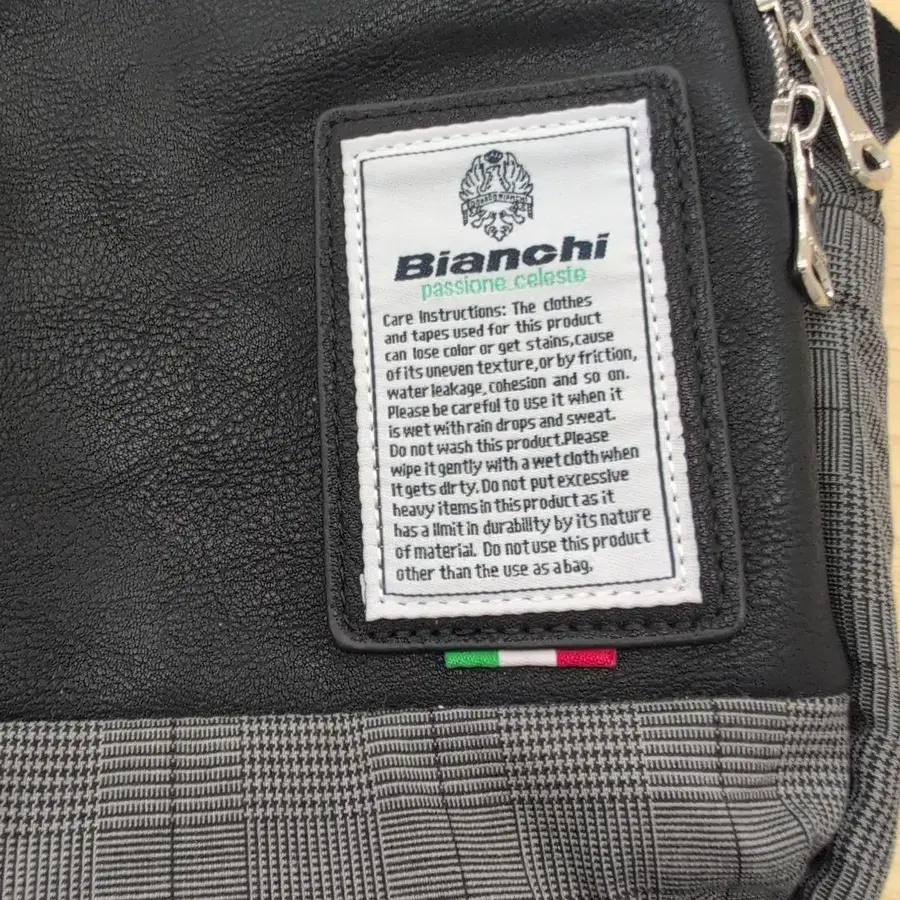 Bianchi
passione celeste
Care Instructions: The clothes
and tapes used for this product
can lose color or get stains,cause
of its uneven texture,or by friction,
water leakage, cohesion and so on.
Please be careful to use it when it
is wet with rain drops and sweat.
Do not wash this product.Please
wipe it gently with a wet cloth when
it gets dirty. Do not put excessive
heavy items in this product as it
has a limit in durability by its nature
of material. Do not use this product
other than the use as a bag.